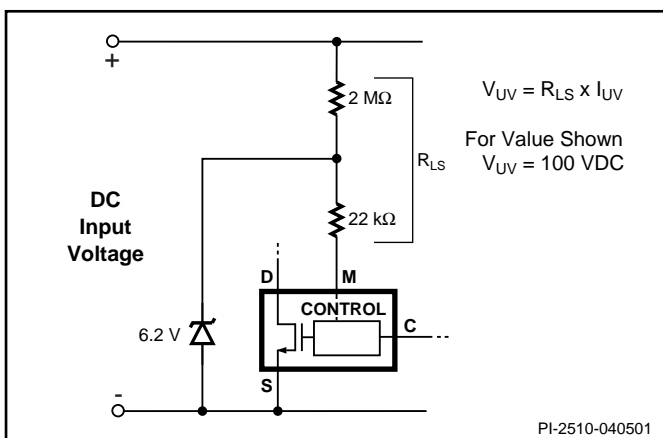 +
2 MΩ
V_UV = R_LS x I_UV
For Value Shown
V_UV = 100 VDC
R_LS
DC
Input
Voltage
22 kΩ
D
M
CONTROL
C
6.2 V
S
-
PI-2510-040501